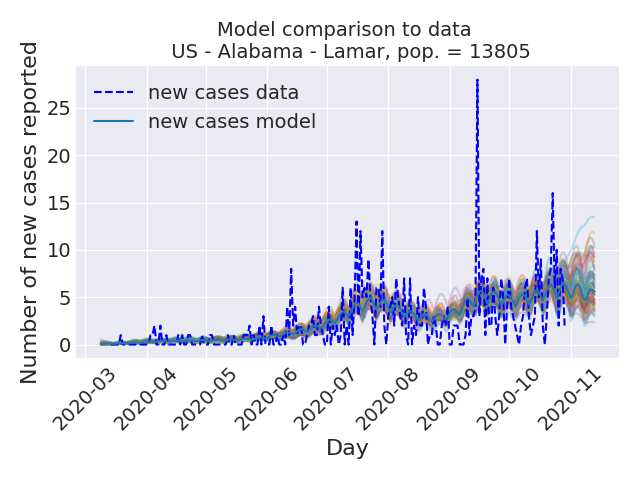 Model comparison to data
US - Alabama - Lamar, pop. = 13805
Number of new cases reported
new cases data
new cases model
25
20
15
10
5
0
2020-03
2020-04
2020-05
2020-06
2020-07
2020-08
2020-09
2020-10
2020-11
Day